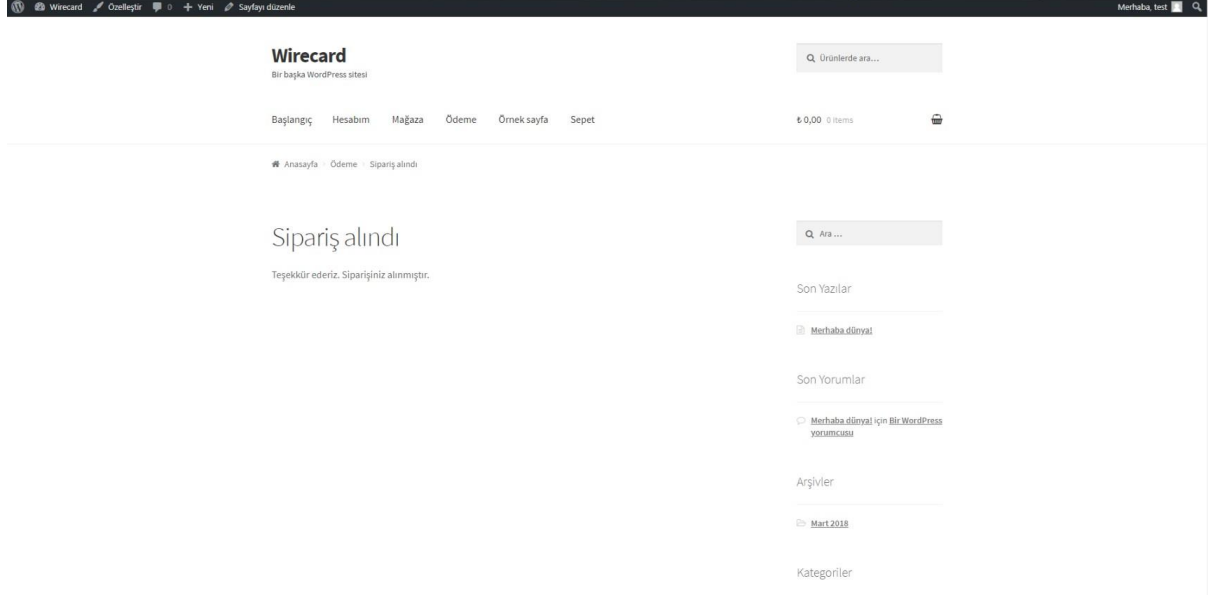 Wirecard Özelleştir 0 Yeni Sayfayı düzenle Merhaba, test
Wirecard
Bir başka WordPress sitesi
Ürünlerde ara...
Başlangıç Hesabım Mağaza Ödeme Örnek sayfa Sepet
₺ 0,00 0 Items
Anasayfa Ödeme Sipariş alındı
Sipariş alındı
Teşekkür ederiz. Siparişiniz alınmıştır.
Ara ...
Son Yazılar
Merhaba dünya!
Son Yorumlar
Merhaba dünya! için Bir WordPress
yorumcusu
Arşivler
Mart 2018
Kategoriler